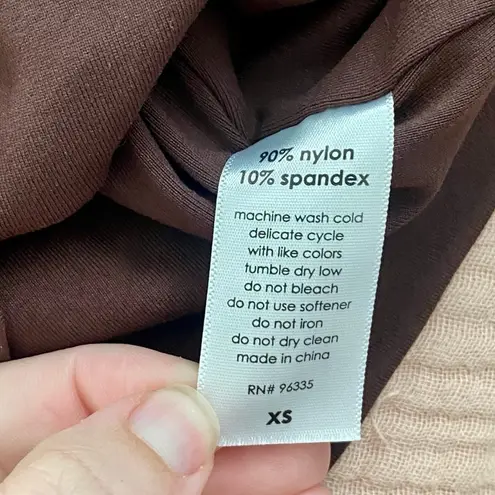 90% nylon
10% spandex
machine wash cold
delicate cycle
with like colors
tumble dry low
do not bleach
do not use softener
do not iron
do not dry clean
made in china
RN# 96335
XS